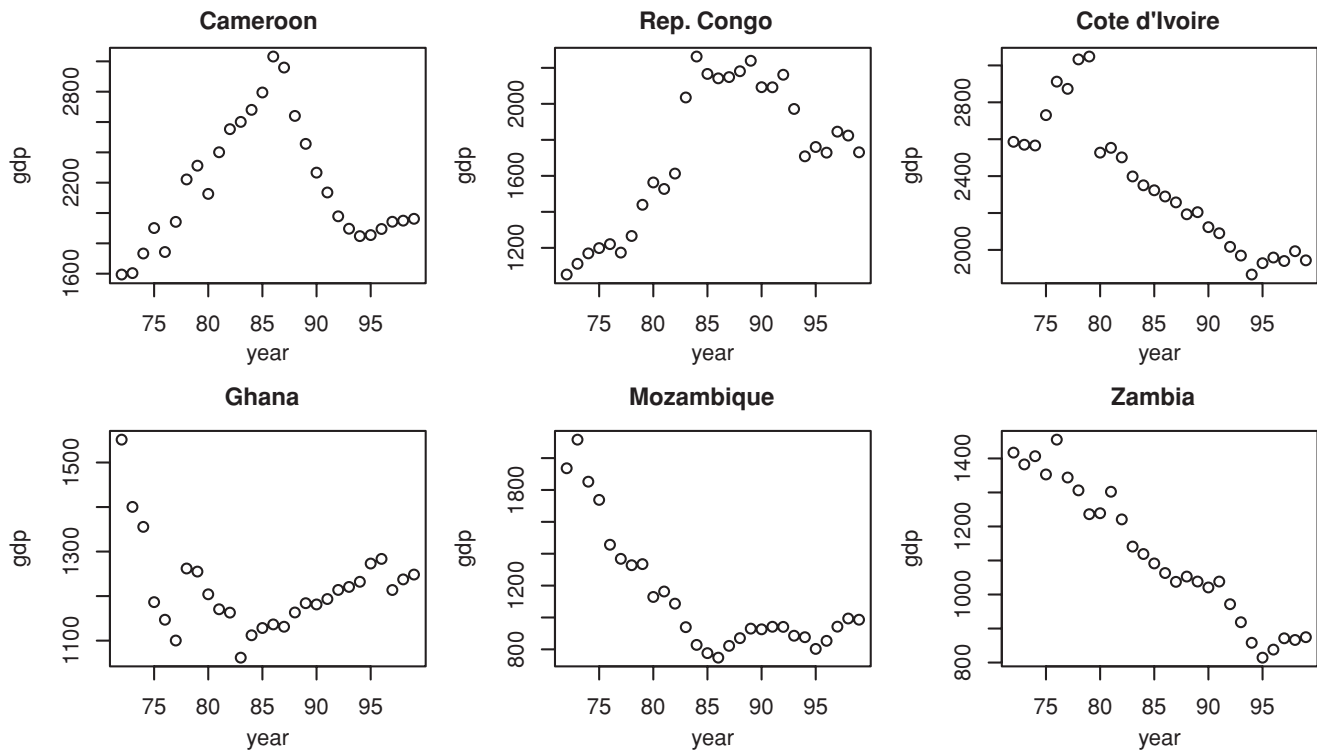 Cameroon
gdp
1600 2200 2800
75 80 85 90 95
year
Rep. Congo
gdp
1200 1600 2000
75 80 85 90 95
year
Cote d'Ivoire
gdp
2000 2400 2800
75 80 85 90 95
year
Ghana
gdp
1100 1300 1500
75 80 85 90 95
year
Mozambique
gdp
800 1200 1800
75 80 85 90 95
year
Zambia
gdp
800 1000 1200 1400
75 80 85 90 95
year